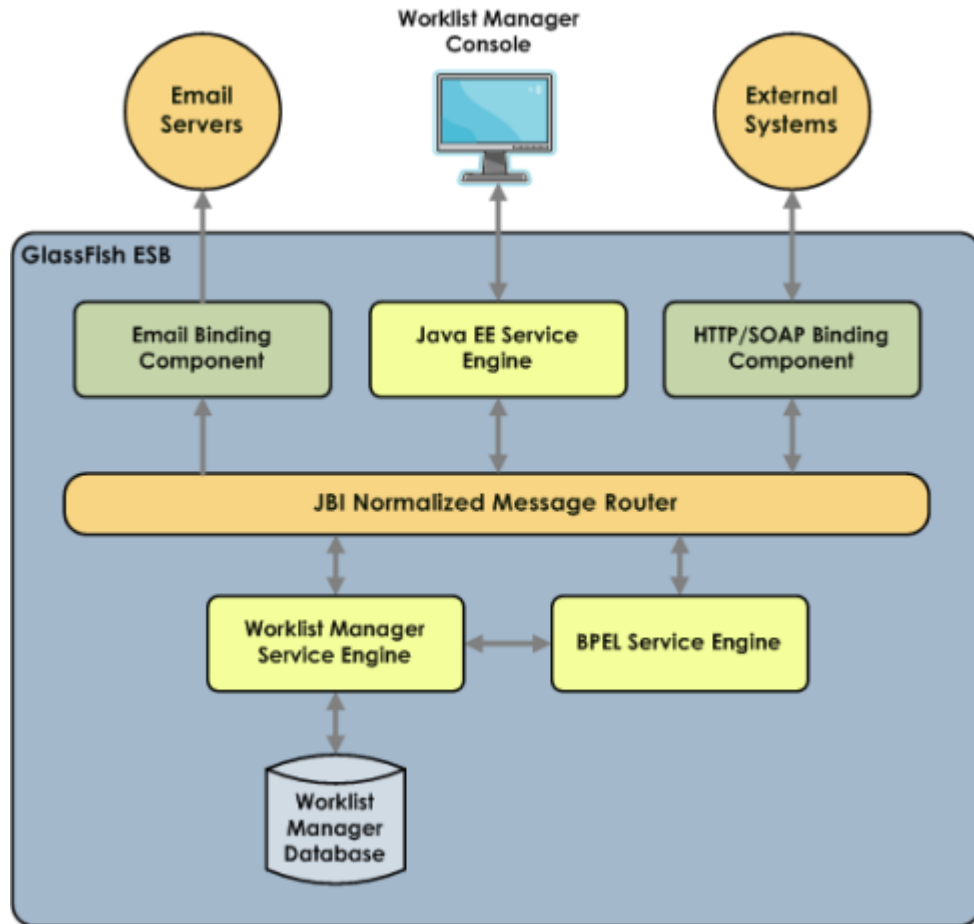 Worklist Manager
Console
Email
Servers
External
Systems
GlassFish ESB
Email Binding
Component
Java EE Service
Engine
HTTP/SOAP Binding
Component
JBI Normalized Message Router
Worklist Manager
Service Engine
BPEL Service Engine
Worklist
Manager
Database